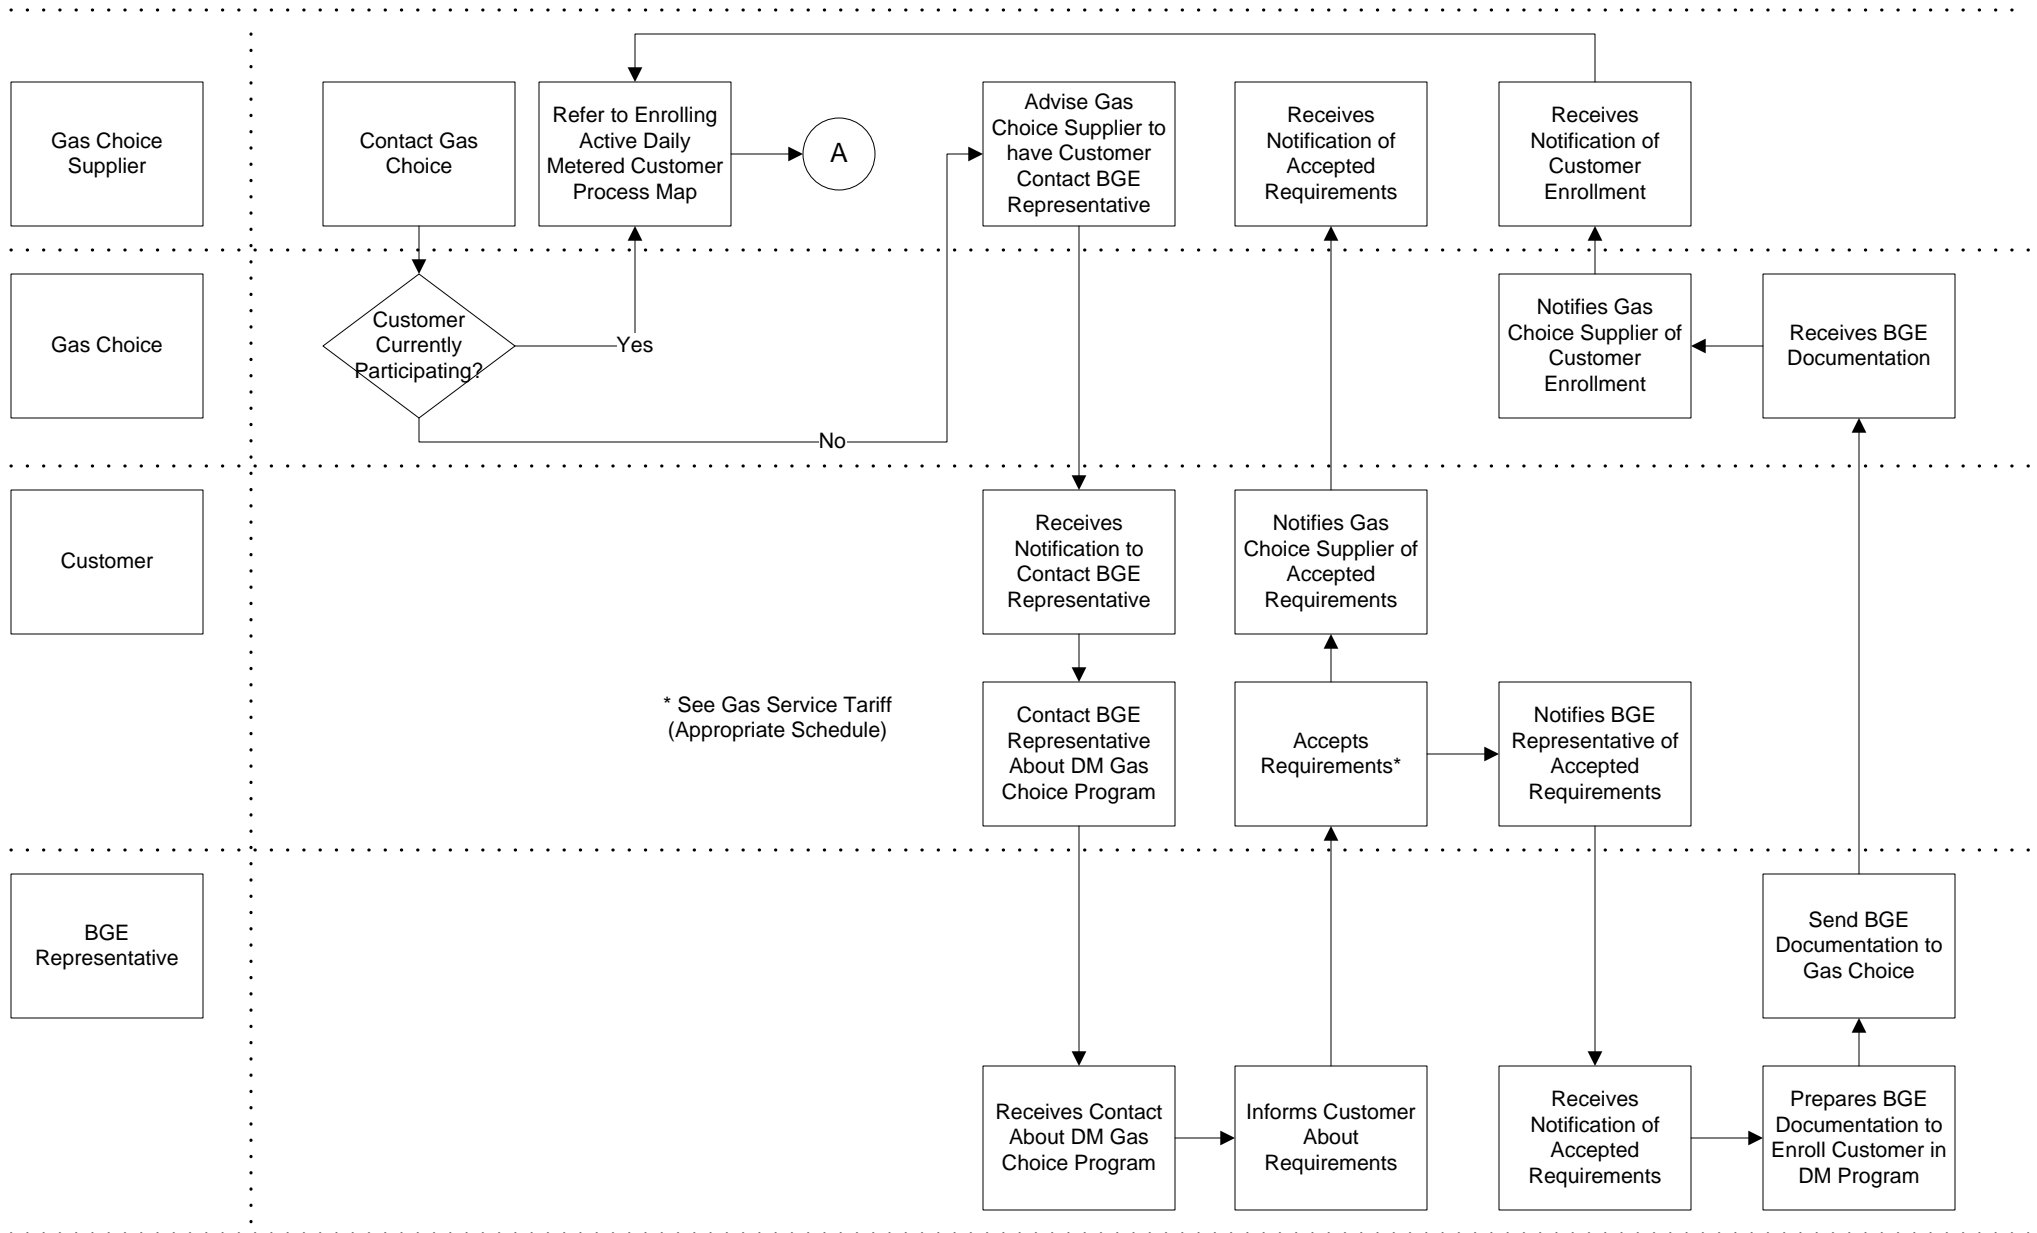 Gas Choice
Supplier
Contact Gas
Choice
Refer to Enrolling
Active Daily
Metered Customer
Process Map
A
Advise Gas
Choice Supplier to
have Customer
Contact BGE
Representative
Receives
Notification of
Accepted
Requirements
Receives
Notification of
Customer
Enrollment
Gas Choice
Customer
Currently
Participating?
Yes
No
Notifies Gas
Choice Supplier of
Customer
Enrollment
Receives BGE
Documentation
Customer
Receives
Notification to
Contact BGE
Representative
Notifies Gas
Choice Supplier of
Accepted
Requirements
* See Gas Service Tariff
(Appropriate Schedule)
Contact BGE
Representative
About DM Gas
Choice Program
Accepts
Requirements*
Notifies BGE
Representative of
Accepted
Requirements
BGE
Representative
Send BGE
Documentation to
Gas Choice
Receives Contact
About DM Gas
Choice Program
Informs Customer
About
Requirements
Receives
Notification of
Accepted
Requirements
Prepares BGE
Documentation to
Enroll Customer in
DM Program